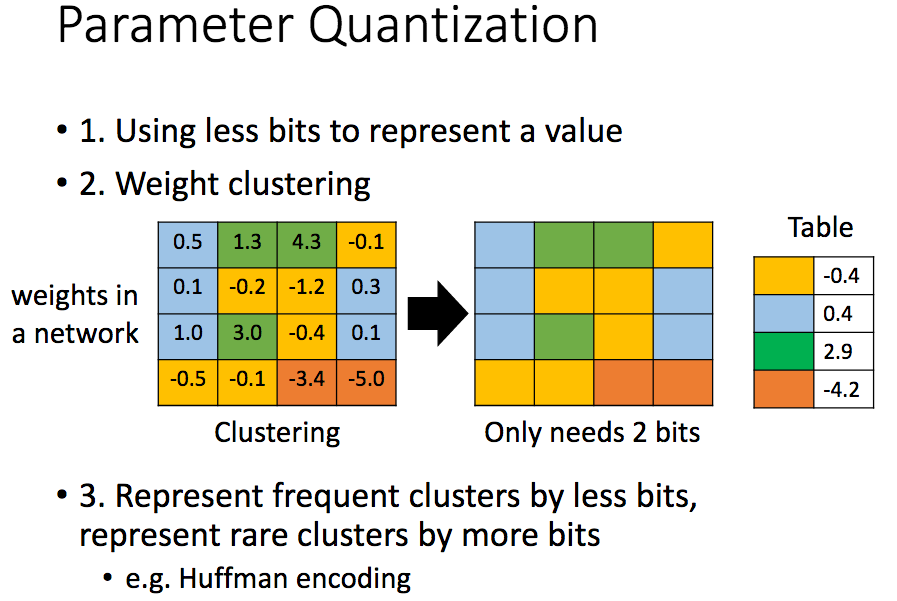 Parameter Quantization
• 1. Using less bits to represent a value
• 2. Weight clustering
weights in
a network
0.5 1.3 4.3 -0.1
0.1 -0.2 -1.2 0.3
1.0 3.0 -0.4 0.1
-0.5 -0.1 -3.4 -5.0
Clustering
Only needs 2 bits
Table
-0.4
0.4
2.9
-4.2
• 3. Represent frequent clusters by less bits,
represent rare clusters by more bits
• e.g. Huffman encoding